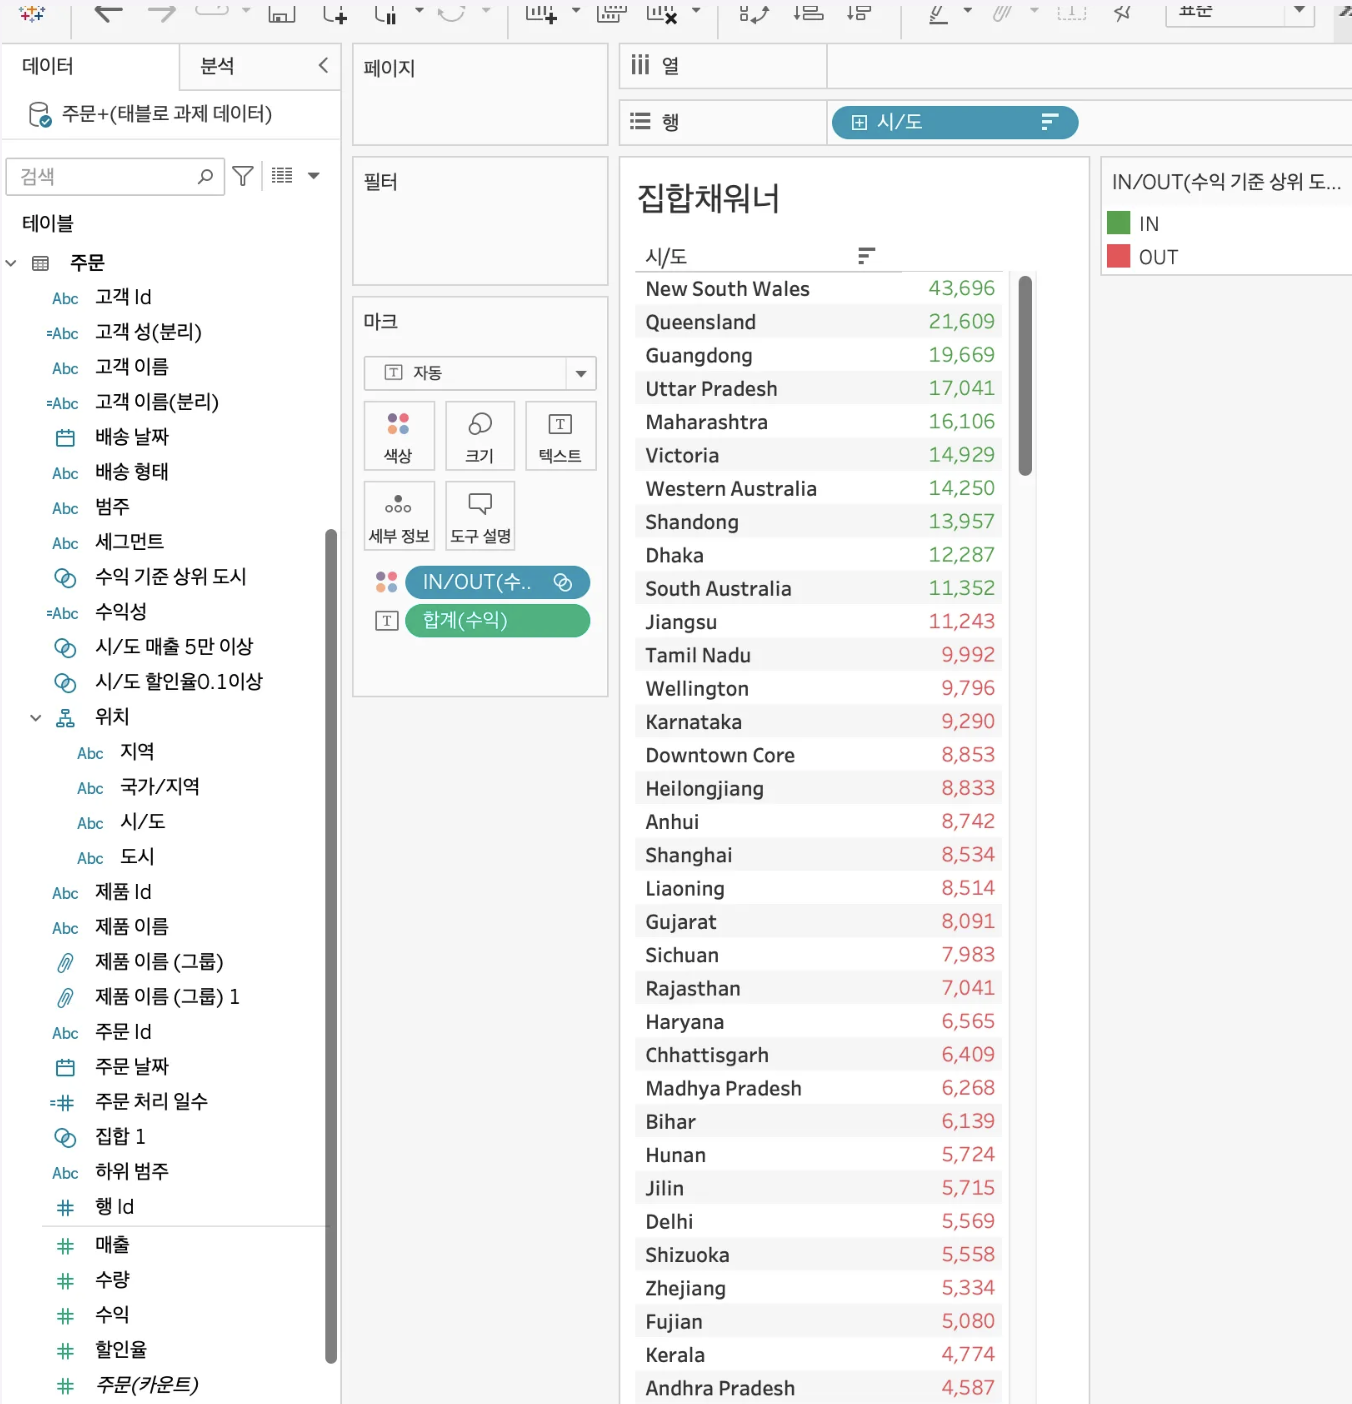 표준
데이터
분석
주문+(태블로 과제 데이터)
검색
테이블
주문
Abc 고객 Id
=Abc 고객 성(분리)
Abc 고객 이름
=Abc 고객 이름(분리)
배송 날짜
Abc 배송 형태
Abc 범주
Abc 세그먼트
수익 기준 상위 도시
=Abc 수익성
시/도 매출 5만 이상
시/도 할인율0.1이상
위치
Abc 지역
Abc 국가/지역
Abc 시/도
Abc 도시
Abc 제품 Id
Abc 제품 이름
제품 이름 (그룹)
제품 이름 (그룹) 1
Abc 주문 Id
주문 날짜
=# 주문 처리 일수
집합 1
Abc 하위 범주
# 행 Id
# 매출
# 수량
# 수익
# 할인율
# 주문(카운트)
페이지
필터
마크
T 자동
색상
크기
T 텍스트
세부 정보
도구 설명
IN/OUT(수..
T 합계(수익)
열
행
시/도
집합채워너
시/도
New South Wales 43,696
Queensland 21,609
Guangdong 19,669
Uttar Pradesh 17,041
Maharashtra 16,106
Victoria 14,929
Western Australia 14,250
Shandong 13,957
Dhaka 12,287
South Australia 11,352
Jiangsu 11,243
Tamil Nadu 9,992
Wellington 9,796
Karnataka 9,290
Downtown Core 8,853
Heilongjiang 8,833
Anhui 8,742
Shanghai 8,534
Liaoning 8,514
Gujarat 8,091
Sichuan 7,983
Rajasthan 7,041
Haryana 6,565
Chhattisgarh 6,409
Madhya Pradesh 6,268
Bihar 6,139
Hunan 5,724
Jilin 5,715
Delhi 5,569
Shizuoka 5,558
Zhejiang 5,334
Fujian 5,080
Kerala 4,774
Andhra Pradesh 4,587
IN/OUT(수익 기준 상위 도...
IN
OUT